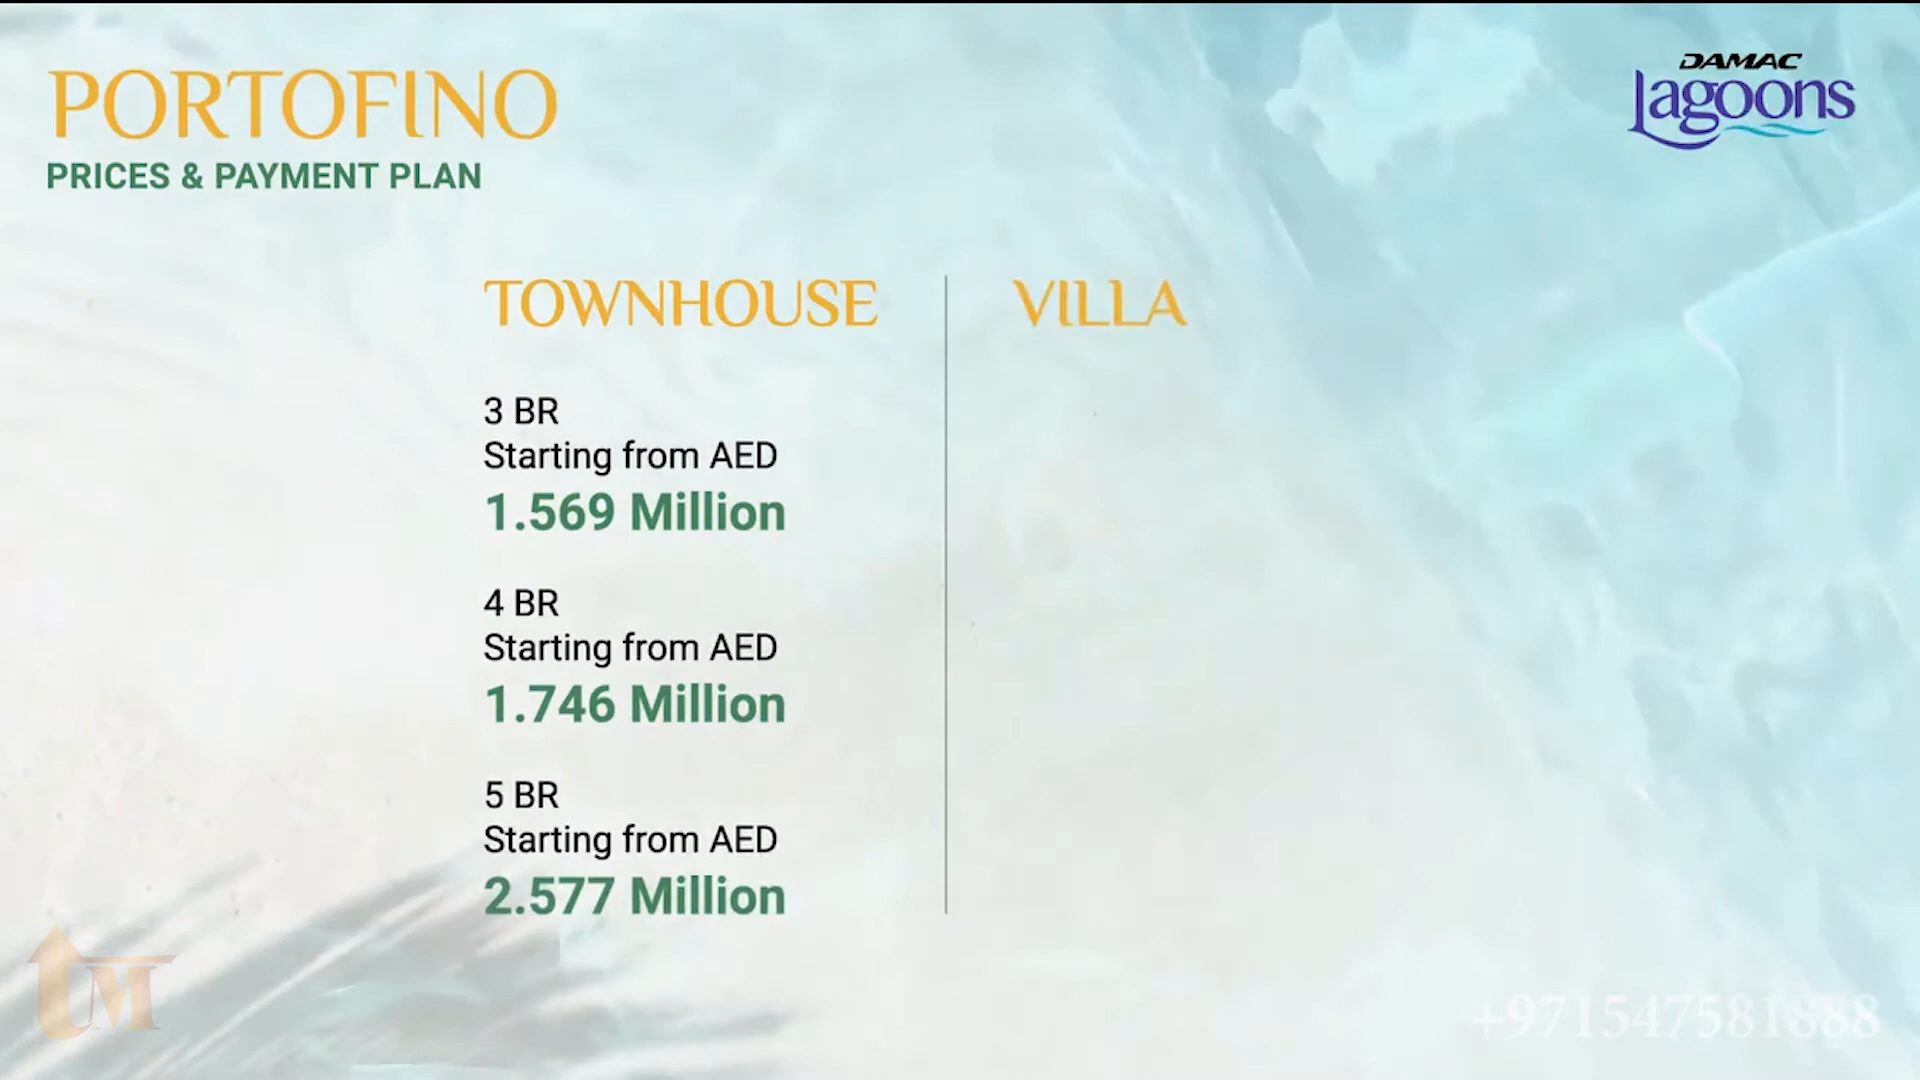 PORTOFINO
PRICES & PAYMENT PLAN
DAMAC
Lagoons
TOWNHOUSE
3 BR
Starting from AED
1.569 Million
4 BR
Starting from AED
1.746 Million
5 BR
Starting from AED
2.577 Million
VILLA
TM
+971547581888